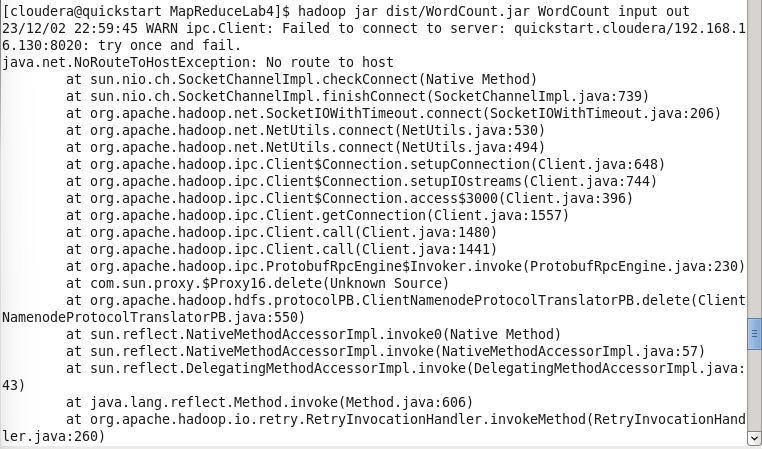 [cloudera@quickstart MapReduceLab4]$ hadoop jar dist/WordCount.jar WordCount input out
23/12/02 22:59:45 WARN ipc.Client: Failed to connect to server: quickstart.cloudera/192.168.1
6.130:8020: try once and fail.
java.net.NoRouteToHostException: No route to host
        at sun.nio.ch.SocketChannelImpl.checkConnect(Native Method)
        at sun.nio.ch.SocketChannelImpl.finishConnect(SocketChannelImpl.java:739)
        at org.apache.hadoop.net.SocketIOWithTimeout.connect(SocketIOWithTimeout.java:206)
        at org.apache.hadoop.net.NetUtils.connect(NetUtils.java:530)
        at org.apache.hadoop.net.NetUtils.connect(NetUtils.java:494)
        at org.apache.hadoop.ipc.Client$Connection.setupConnection(Client.java:648)
        at org.apache.hadoop.ipc.Client$Connection.setupIOstreams(Client.java:744)
        at org.apache.hadoop.ipc.Client$Connection.access$3000(Client.java:396)
        at org.apache.hadoop.ipc.Client.getConnection(Client.java:1557)
        at org.apache.hadoop.ipc.Client.call(Client.java:1480)
        at org.apache.hadoop.ipc.Client.call(Client.java:1441)
        at org.apache.hadoop.ipc.ProtobufRpcEngine$Invoker.invoke(ProtobufRpcEngine.java:230)
        at com.sun.proxy.$Proxy16.delete(Unknown Source)
        at org.apache.hadoop.hdfs.protocolPB.ClientNamenodeProtocolTranslatorPB.delete(Client
NamenodeProtocolTranslatorPB.java:550)
        at sun.reflect.NativeMethodAccessorImpl.invoke0(Native Method)
        at sun.reflect.NativeMethodAccessorImpl.invoke(NativeMethodAccessorImpl.java:57)
        at sun.reflect.DelegatingMethodAccessorImpl.invoke(DelegatingMethodAccessorImpl.java:
43)
        at java.lang.reflect.Method.invoke(Method.java:606)
        at org.apache.hadoop.io.retry.RetryInvocationHandler.invokeMethod(RetryInvocationHand
ler.java:260)